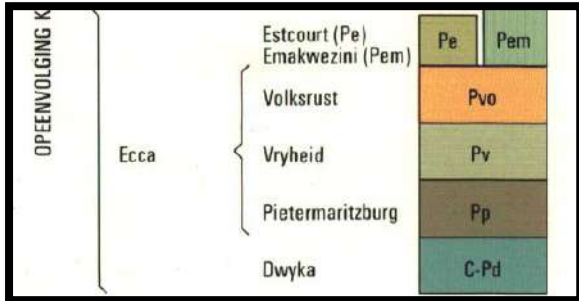 OPEENVOLGING K
Estcourt (Pe)
Emakwezini (Pem)
Pe
Pem
Volksrust
Pvo
Ecca
Vryheid
Pv
Pietermaritzburg
Pp
Dwyka
C-Pd